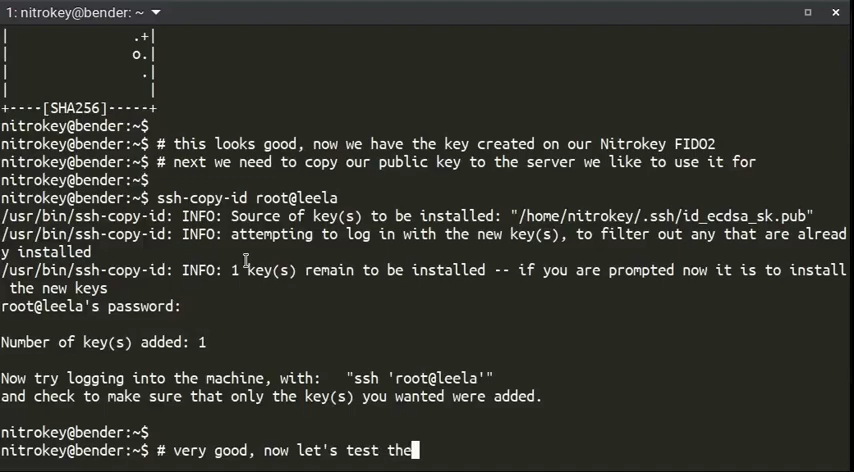 1: nitrokey@bender: ~
|               .+|
|               o.|
|                .|
|                 |
+----[SHA256]-----+
nitrokey@bender:~$
nitrokey@bender:~$ # this looks good, now we have the key created on our Nitrokey FIDO2
nitrokey@bender:~$ # next we need to copy our public key to the server we like to use it for
nitrokey@bender:~$
nitrokey@bender:~$ ssh-copy-id root@leela
/usr/bin/ssh-copy-id: INFO: Source of key(s) to be installed: "/home/nitrokey/.ssh/id_ecdsa_sk.pub"
/usr/bin/ssh-copy-id: INFO: attempting to log in with the new key(s), to filter out any that are alread
y installed
/usr/bin/ssh-copy-id: INFO: 1 key(s) remain to be installed -- if you are prompted now it is to install
 the new keys
root@leela's password:
Number of key(s) added: 1
Now try logging into the machine, with:   "ssh 'root@leela'"
and check to make sure that only the key(s) you wanted were added.
nitrokey@bender:~$
nitrokey@bender:~$ # very good, now let's test the